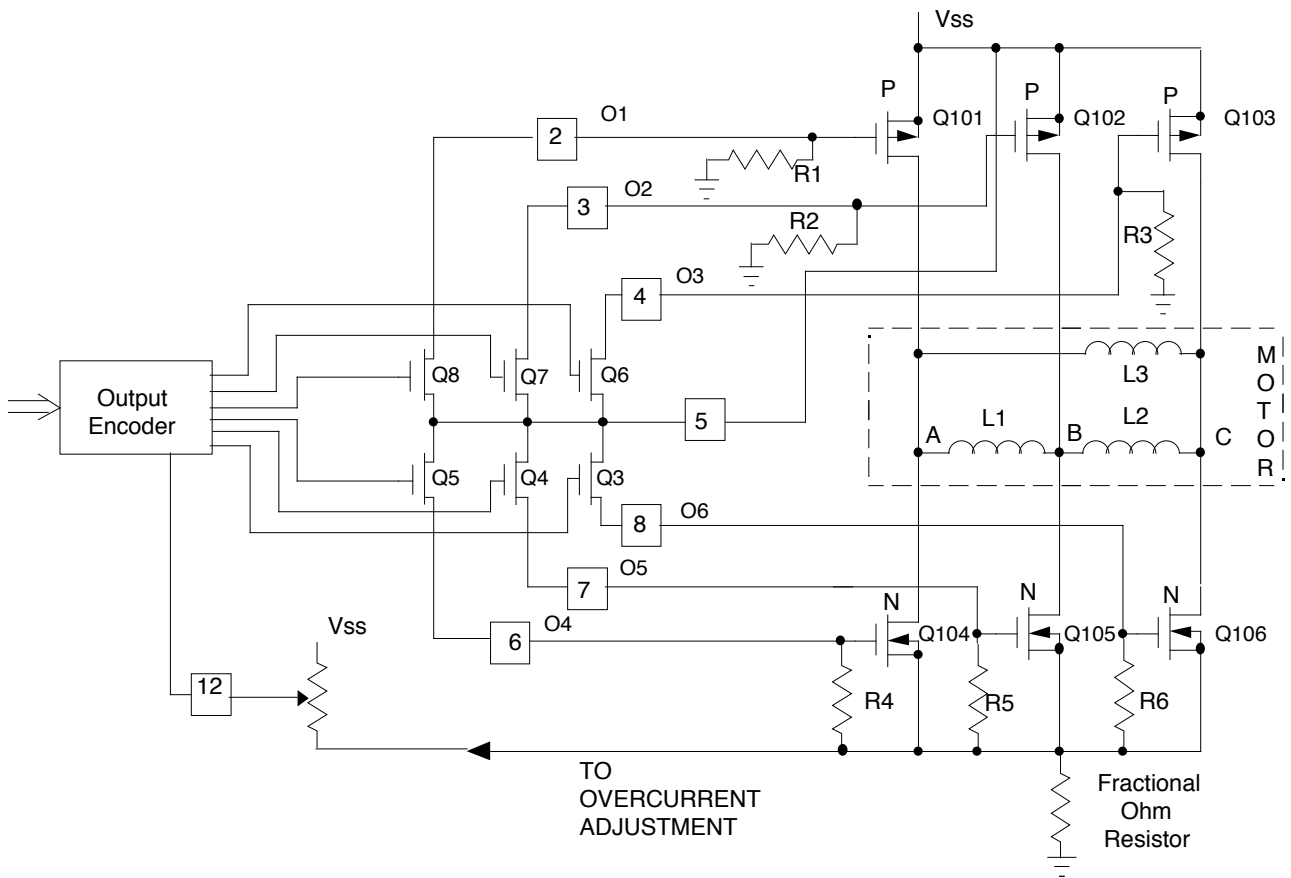 Vss
P
Q101
P
Q102
P
Q103
2
O1
R1
3
O2
R2
R3
4
O3
Output
Encoder
Q8
Q7
Q6
5
L3
L1
L2
A
B
C
M
O
T
O
R
Q5
Q4
Q3
8
O6
7
O5
6
O4
N
Q104
N
Q105
N
Q106
Vss
12
R4
R5
R6
TO
OVERCURRENT
ADJUSTMENT
Fractional
Ohm
Resistor